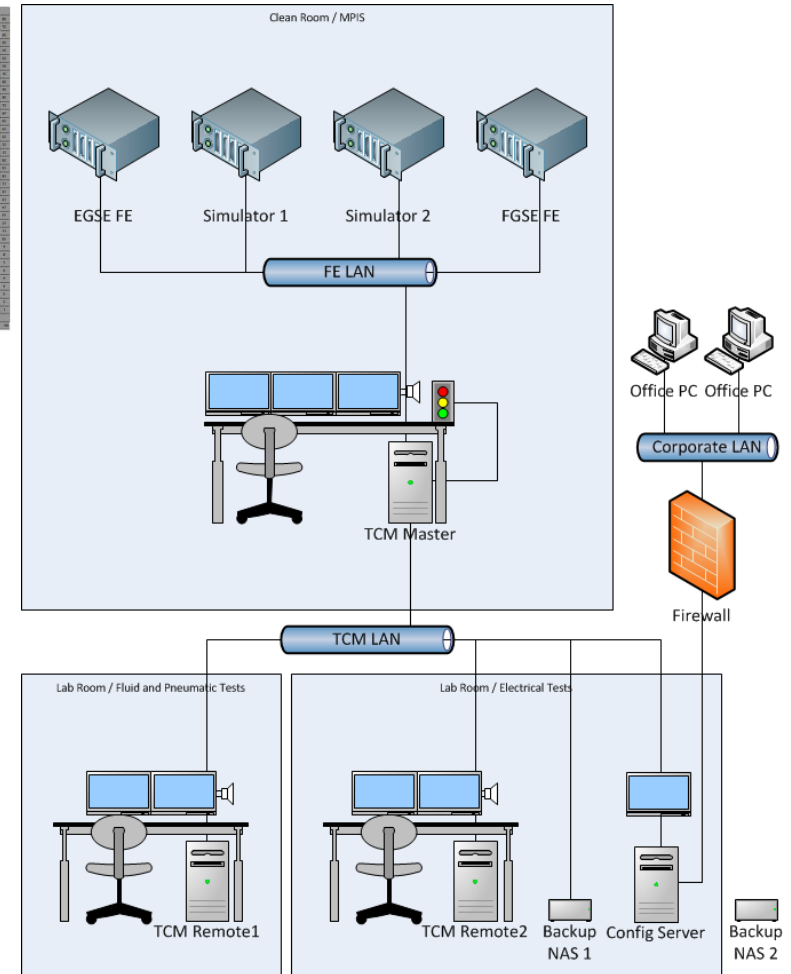 Clean Room / MPIS
EGSE FE
Simulator 1
Simulator 2
FGSE FE
FE LAN
Office PC
Office PC
Corporate LAN
TCM Master
Firewall
TCM LAN
Lab Room / Fluid and Pneumatic Tests
Lab Room / Electrical Tests
TCM Remote1
TCM Remote2
Backup
NAS 1
Config Server
Backup
NAS 2